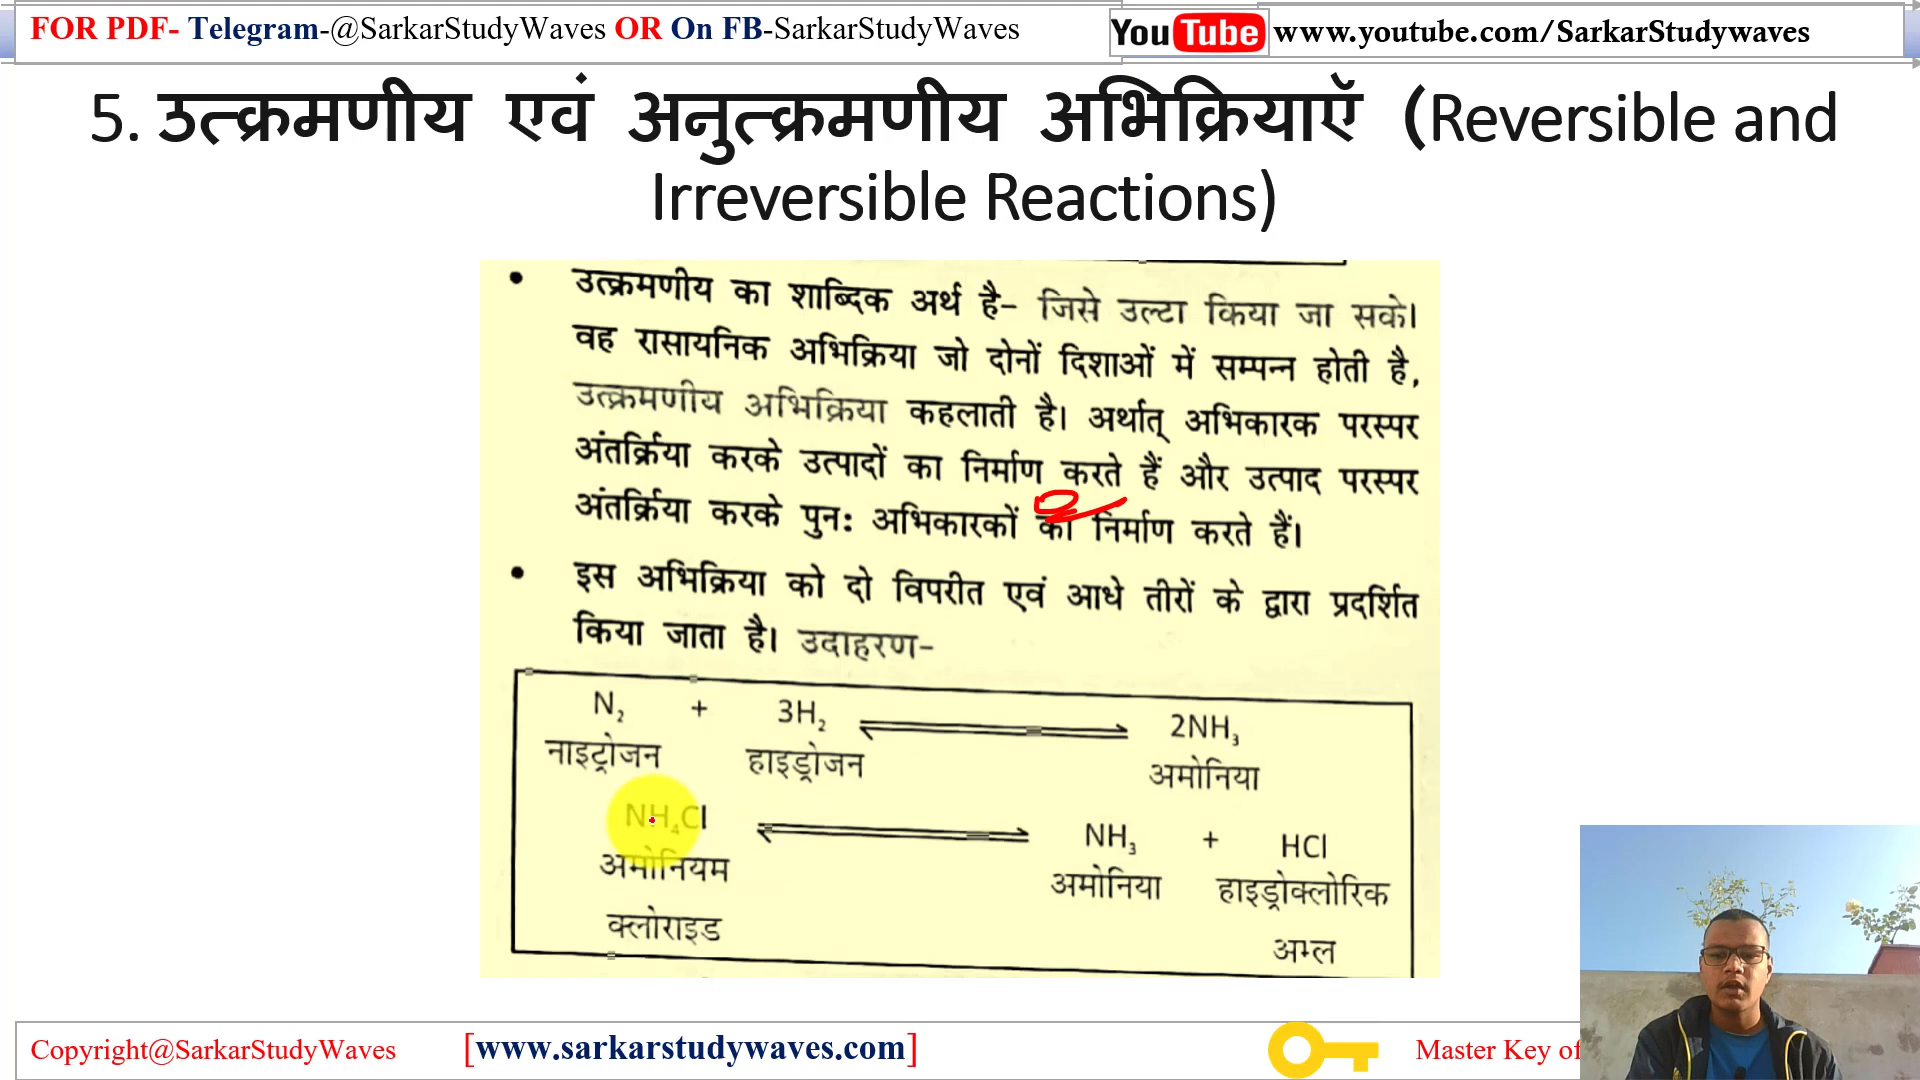 FOR PDF- Telegram-@SarkarStudyWaves OR On FB-SarkarStudyWaves
YouTube www.youtube.com/SarkarStudywaves
5. उत्क्रमणीय एवं अनुत्क्रमणीय अभिक्रियाऍ (Reversible and
Irreversible Reactions)
• उत्क्रमणीय का शाब्दिक अर्थ है- जिसे उल्टा किया जा सके।
वह रासायनिक अभिक्रिया जो दोनों दिशाओं में सम्पन्न होती है,
उत्क्रमणीय अभिक्रिया कहलाती है। अर्थात् अभिकारक परस्पर
अंतर्क्रिया करके उत्पादों का निर्माण करते हैं और उत्पाद परस्पर
अंतर्क्रिया करके पुनः अभिकारकों का निर्माण करते हैं।
• इस अभिक्रिया को दो विपरीत एवं आधे तीरों के द्वारा प्रदर्शित
किया जाता है। उदाहरण-
N₂ + 3H₂ ⇌ 2NH₃
नाइट्रोजन हाइड्रोजन अमोनिया
NH₄Cl ⇌ NH₃ + HCl
अमोनियम अमोनिया हाइड्रोक्लोरिक
क्लोराइड अम्ल
Copyright@SarkarStudyWaves [www.sarkarstudywaves.com] Master Key of